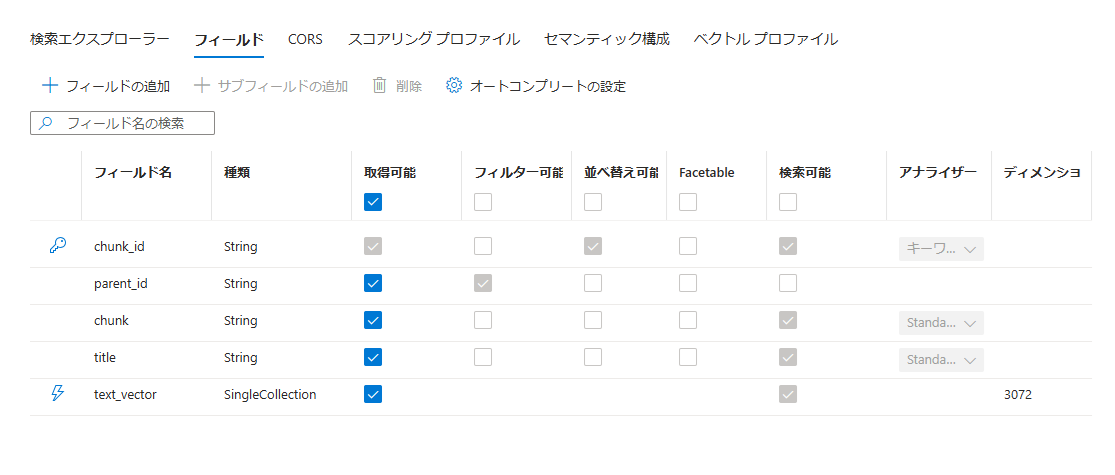 検索エクスプローラー フィールド CORS スコアリング プロファイル セマンティック構成 ベクトル プロファイル
フィールドの追加 サブフィールドの追加 削除 オートコンプリートの設定
フィールド名の検索
フィールド名 種類 取得可能 フィルター可能 並べ替え可能 Facetable 検索可能 アナライザー ディメンショ
chunk_id String キーワ...
parent_id String
chunk String Standa...
title String Standa...
text_vector SingleCollection 3072